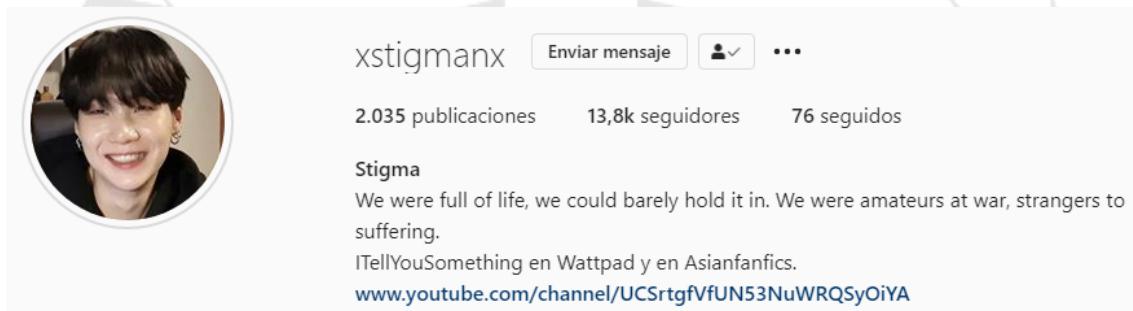 xstigmanx Enviar mensaje
2.035 publicaciones 13,8k seguidores 76 seguidos
Stigma
We were full of life, we could barely hold it in. We were amateurs at war, strangers to
suffering.
ITellYouSomething en Wattpad y en Asianfanfics.
www.youtube.com/channel/UCSrtgfVfUN53NuWRQSyOiYA